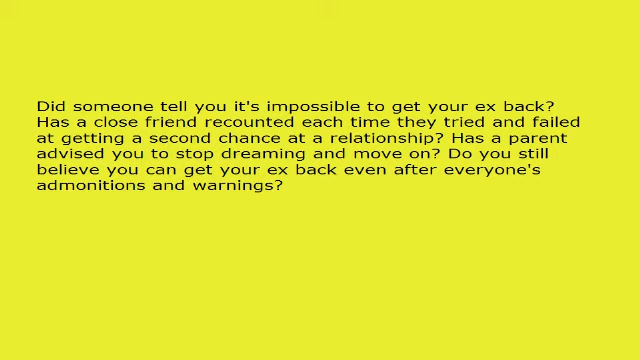 Did someone tell you it's impossible to get your ex back?
Has a close friend recounted each time they tried and failed
at getting a second chance at a relationship? Has a parent
advised you to stop dreaming and move on? Do you still
believe you can get your ex back even after everyone's
admonitions and warnings?